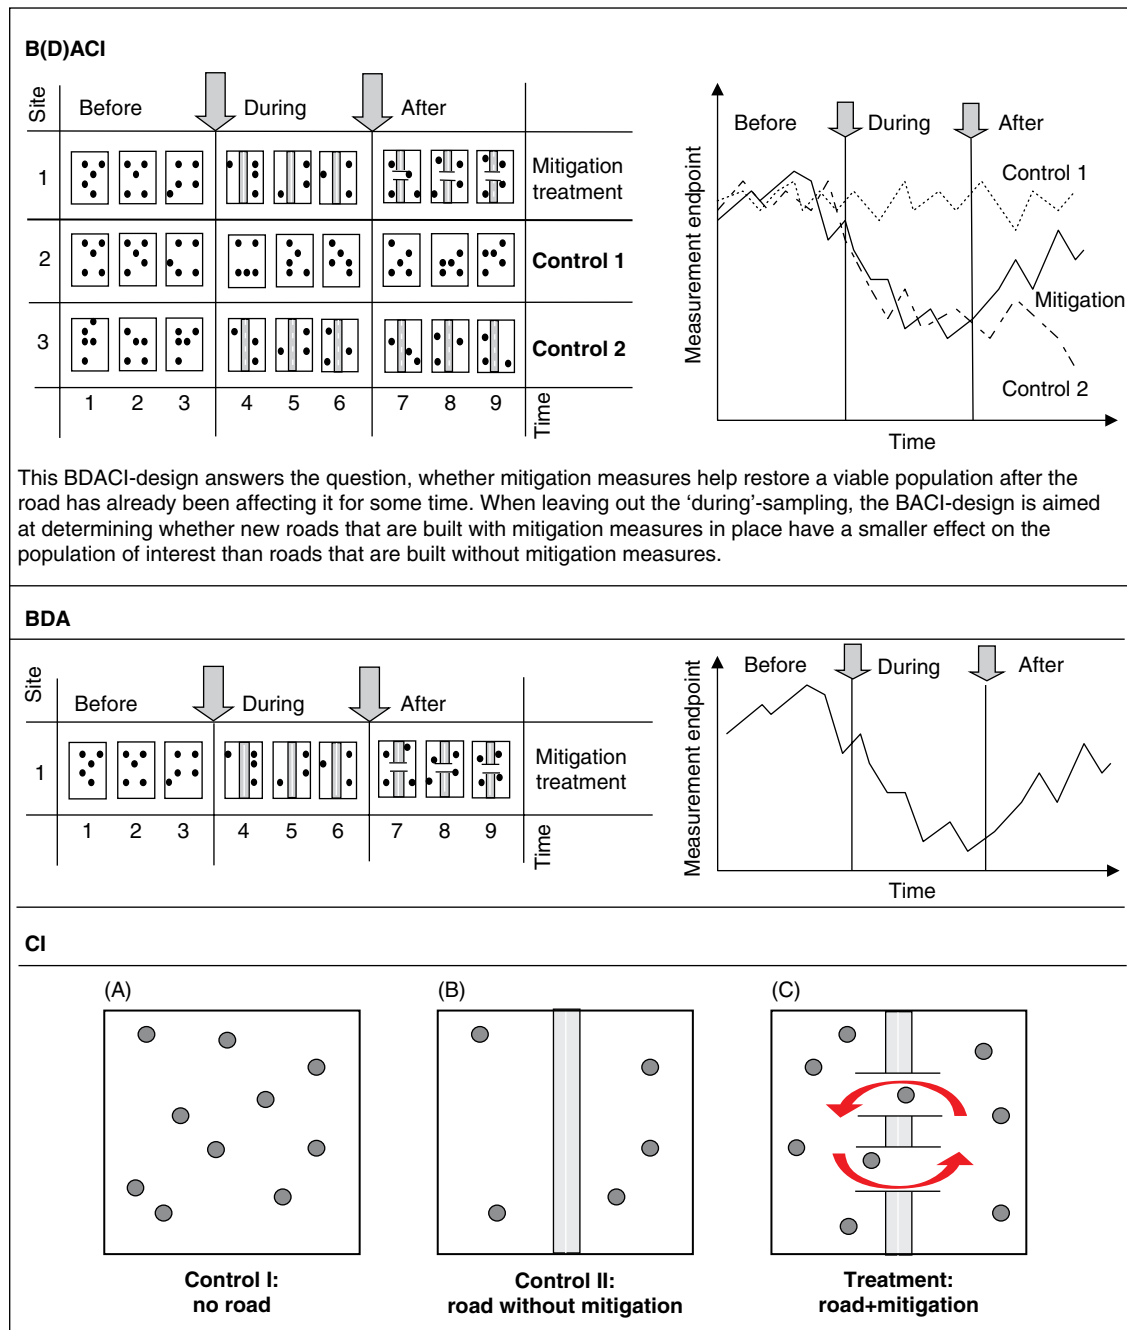 B(D)ACI
Site
Before
During
After
1
Mitigation
treatment
2
Control 1
3
Control 2
1 2 3 4 5 6 7 8 9
Time
Measurement endpoint
Before
During
After
Control 1
Mitigation
Control 2
Time
This BDACI-design answers the question, whether mitigation measures help restore a viable population after the
road has already been affecting it for some time. When leaving out the ‘during’-sampling, the BACI-design is aimed
at determining whether new roads that are built with mitigation measures in place have a smaller effect on the
population of interest than roads that are built without mitigation measures.
BDA
Site
Before
During
After
1
Mitigation
treatment
1 2 3 4 5 6 7 8 9
Time
Measurement endpoint
Before
During
After
Time
CI
(A)
(B)
(C)
Control I:
no road
Control II:
road without mitigation
Treatment:
road+mitigation